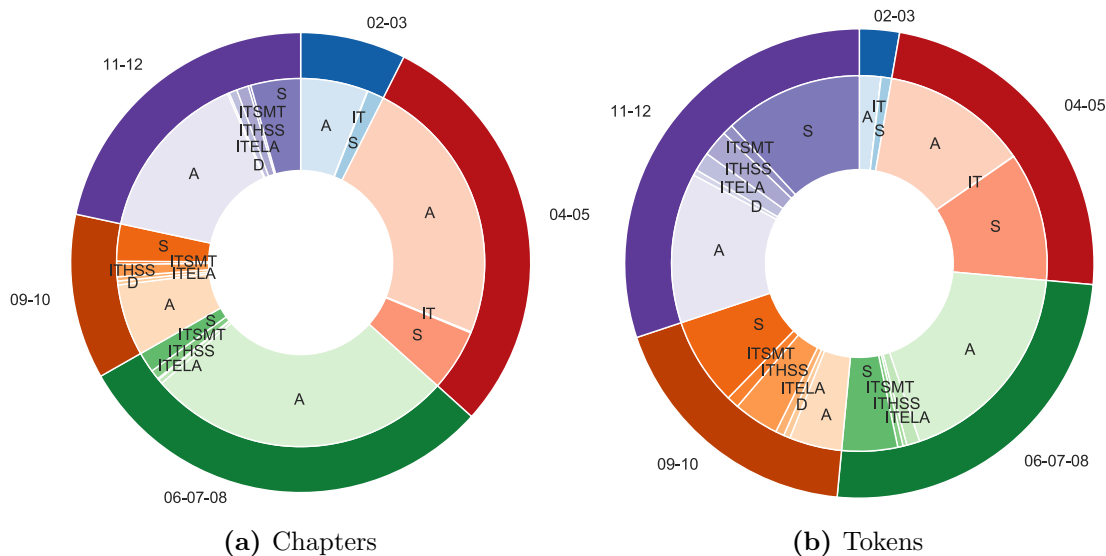 02-03
11-12
S
ITSMT
ITHSS
ITELA
D
A
A
IT
S
A
04-05
IT
S
S
ITSMT
ITHSS
ITELA
D
A
09-10
S
ITSMT
ITHSS
ITELA
A
06-07-08
(a) Chapters
02-03
11-12
04-05
S
ITSMT
ITHSS
ITELA
D
A
A
IT
S
A
IT
S
S
ITSMT
ITHSS
ITELA
D
A
09-10
S
ITSMT
ITHSS
ITELA
A
06-07-08
(b) Tokens